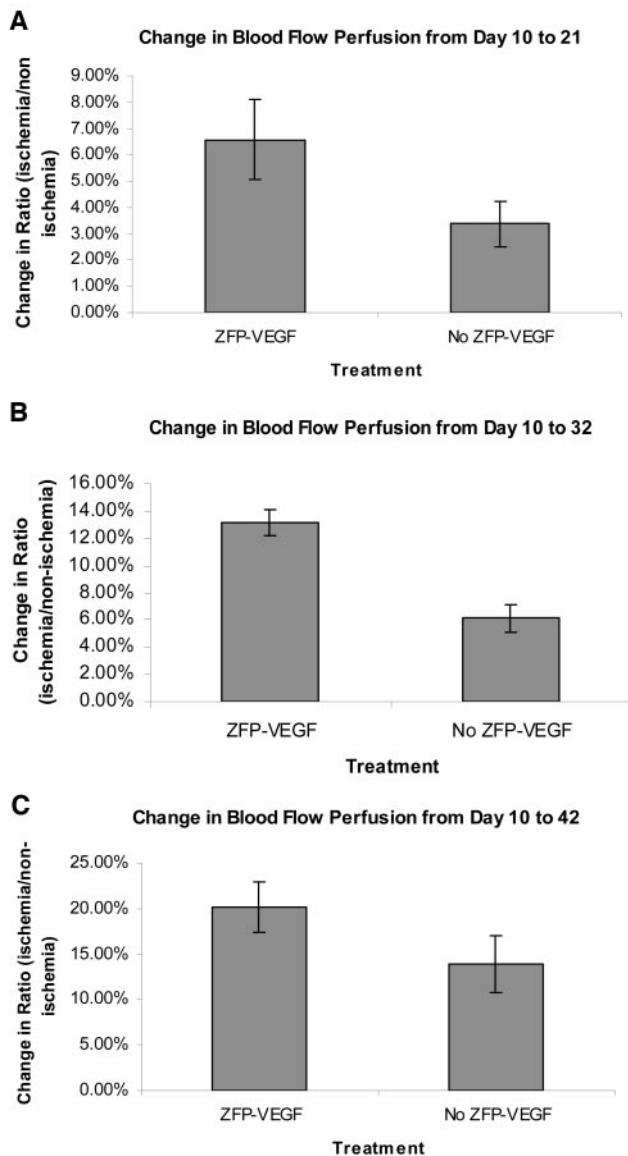 A
Change in Blood Flow Perfusion from Day 10 to 21
Change in Ratio (ischemia/non
ischemia)
9.00%
8.00%
7.00%
6.00%
5.00%
4.00%
3.00%
2.00%
1.00%
0.00%
ZFP-VEGF
No ZFP-VEGF
Treatment
B
Change in Blood Flow Perfusion from Day 10 to 32
Change in Ratio
(ischemia/non-ischemia)
16.00%
14.00%
12.00%
10.00%
8.00%
6.00%
4.00%
2.00%
0.00%
ZFP-VEGF
No ZFP-VEGF
Treatment
C
Change in Blood Flow Perfusion from Day 10 to 42
Change in Ratio (ischemia/non-
ischemia)
25.00%
20.00%
15.00%
10.00%
5.00%
0.00%
ZFP-VEGF
No ZFP-VEGF
Treatment